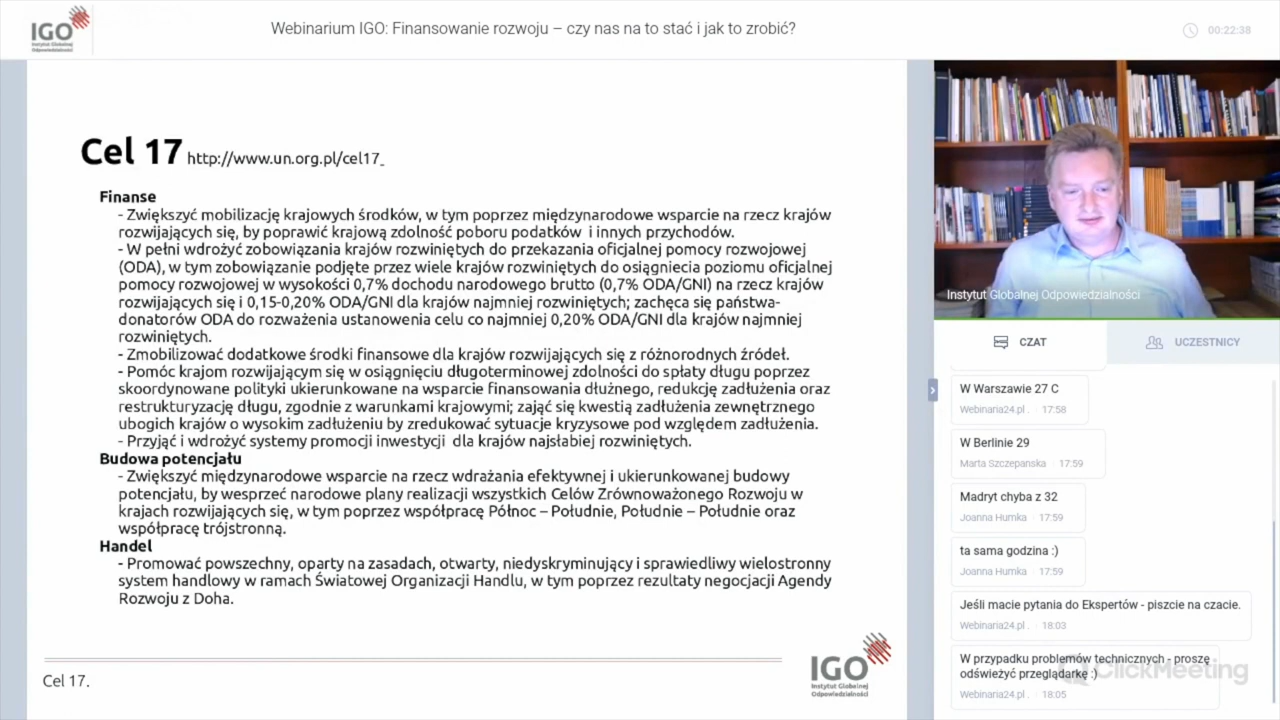 IGO
Instytut Globalnej
Odpowiedzialności
Webinarium IGO: Finansowanie rozwoju – czy nas na to stać i jak to zrobić?
00:22:38
Cel 17 http://www.un.org.pl/cel17_
Finanse
- Zwiększyć mobilizację krajowych środków, w tym poprzez międzynarodowe wsparcie na rzecz krajów
rozwijających się, by poprawić krajową zdolność poboru podatków i innych przychodów.
- W pełni wdrożyć zobowiązania krajów rozwiniętych do przekazania oficjalnej pomocy rozwojowej
(ODA), w tym zobowiązanie podjęte przez wiele krajów rozwiniętych do osiągniecia poziomu oficjalnej
pomocy rozwojowej w wysokości 0,7% dochodu narodowego brutto (0,7% ODA/GNI) na rzecz krajów
rozwijających się i 0,15-0,20% ODA/GNI dla krajów najmniej rozwiniętych; zachęca się państwa-
donatorów ODA do rozważenia ustanowienia celu co najmniej 0,20% ODA/GNI dla krajów najmniej
rozwiniętych.
- Zmobilizować dodatkowe środki finansowe dla krajów rozwijających się z różnorodnych źródeł.
- Pomóc krajom rozwijającym się w osiągnięciu długoterminowej zdolności do spłaty długu poprzez
skoordynowane polityki ukierunkowane na wsparcie finansowania dłużnego, redukcję zadłużenia oraz
restrukturyzację długu, zgodnie z warunkami krajowymi; zająć się kwestią zadłużenia zewnętrznego
ubogich krajów o wysokim zadłużeniu by zredukować sytuacje kryzysowe pod względem zadłużenia.
- Przyjąć i wdrożyć systemy promocji inwestycji dla krajów najsłabiej rozwiniętych.
Budowa potencjału
- Zwiększyć międzynarodowe wsparcie na rzecz wdrażania efektywnej i ukierunkowanej budowy
potencjału, by wesprzeć narodowe plany realizacji wszystkich Celów Zrównoważonego Rozwoju w
krajach rozwijających się, w tym poprzez współpracę Północ – Południe, Południe – Południe oraz
współpracę trójstronną.
Handel
- Promować powszechny, oparty na zasadach, otwarty, niedyskryminujący i sprawiedliwy wielostronny
system handlowy w ramach Światowej Organizacji Handlu, w tym poprzez rezultaty negocjacji Agendy
Rozwoju z Doha.
Cel 17.
IGO
Instytut Globalnej
Odpowiedzialności
Instytut Globalnej Odpowiedzialności
CZAT
UCZESTNICY
W Warszawie 27 C
Webinaria24.pl . · 17:58
W Berlinie 29
Marta Szczepanska · 17:59
Madryt chyba z 32
Joanna Humka · 17:59
ta sama godzina :)
Joanna Humka · 17:59
Jeśli macie pytania do Ekspertów - piszcie na czacie.
Webinaria24.pl . · 18:03
W przypadku problemów technicznych - proszę
odświeżyć przeglądarkę :)
Webinaria24.pl . · 18:05
ClickMeeting